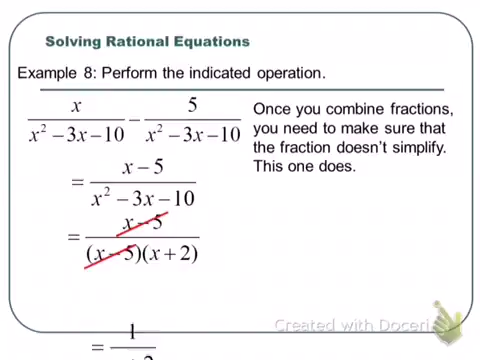 Solving Rational Equations
Example 8: Perform the indicated operation.
x/(x² − 3x − 10) − 5/(x² − 3x − 10)
Once you combine fractions,
you need to make sure that
the fraction doesn't simplify.
This one does.
= (x − 5)/(x² − 3x − 10)
= (x − 5)/((x − 5)(x + 2))
Created with Doceri
= 1/